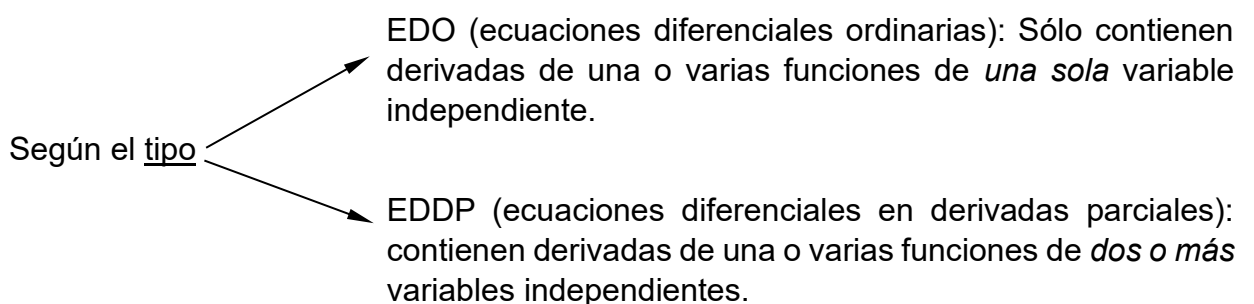 EDO (ecuaciones diferenciales ordinarias): Sólo contienen
derivadas de una o varias funciones de una sola variable
independiente.
Según el tipo
EDDP (ecuaciones diferenciales en derivadas parciales):
contienen derivadas de una o varias funciones de dos o más
variables independientes.